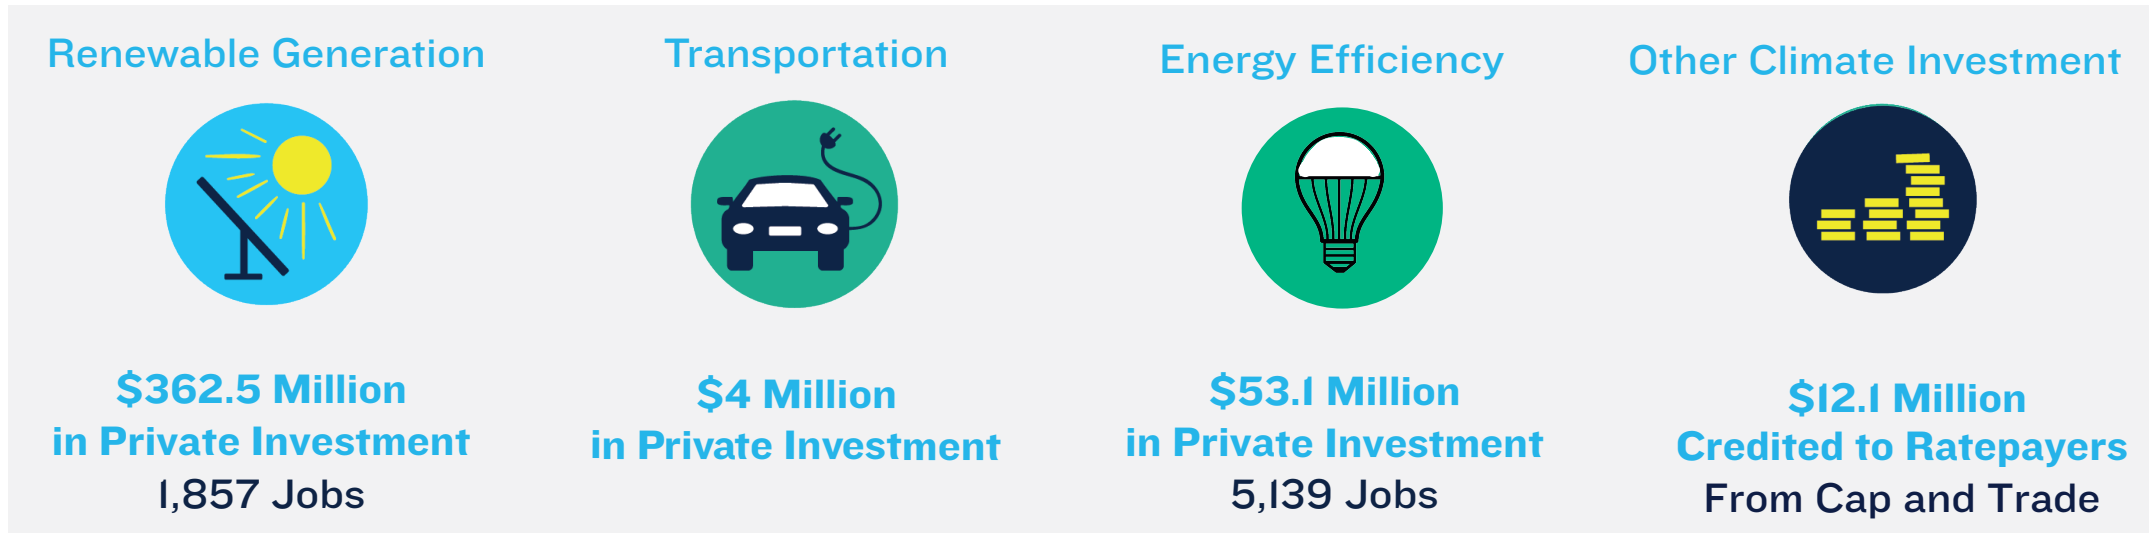 Renewable Generation
$362.5 Million
in Private Investment
1,857 Jobs
Transportation
$4 Million
in Private Investment
Energy Efficiency
$53.1 Million
in Private Investment
5,139 Jobs
Other Climate Investment
$12.1 Million
Credited to Ratepayers
From Cap and Trade